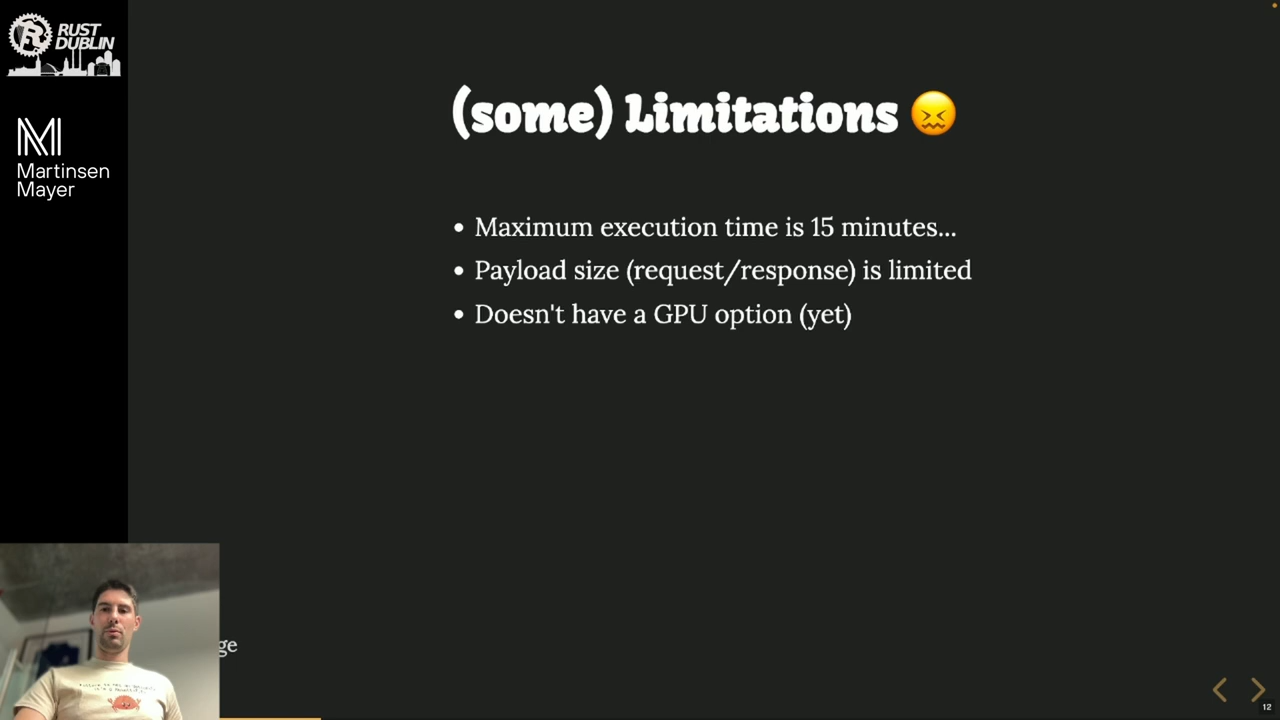 RUST
DUBLIN
(some) Limitations
Martinsen
Mayer
• Maximum execution time is 15 minutes...
• Payload size (request/response) is limited
• Doesn't have a GPU option (yet)
ge
12